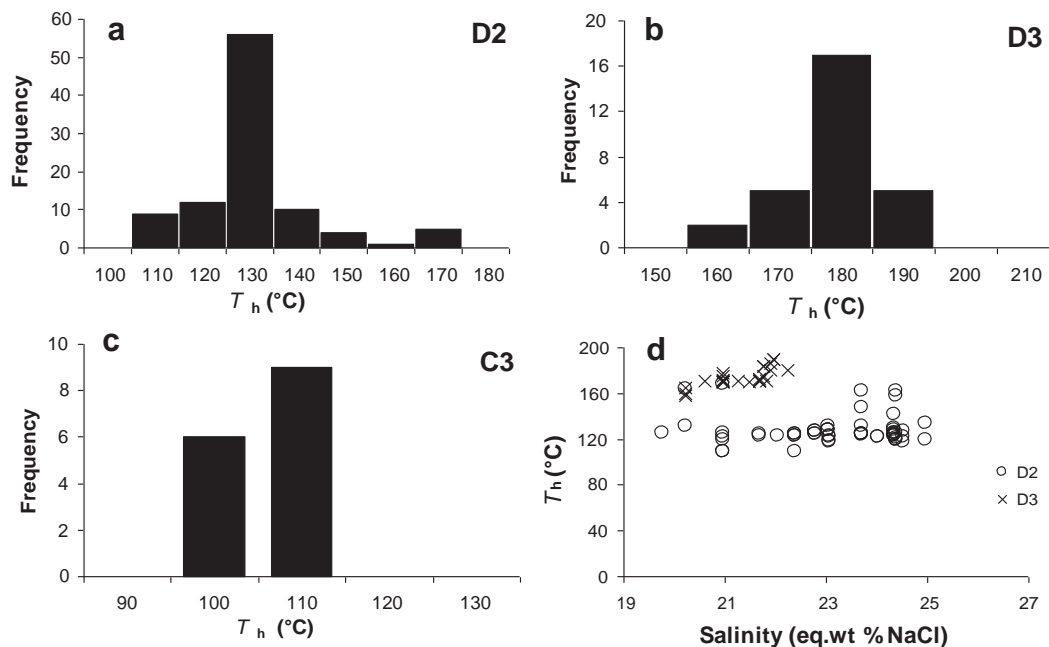 a
D2
60
50
40
30
20
10
0
Frequency
100 110 120 130 140 150 160 170 180
T h (°C)
b
D3
20
16
12
8
4
0
Frequency
150 160 170 180 190 200 210
T h (°C)
c
C3
10
8
6
4
2
0
Frequency
90 100 110 120 130
T h (°C)
d
200
160
120
80
40
0
Th (°C)
D2
D3
19 21 23 25 27
Salinity (eq.wt % NaCl)